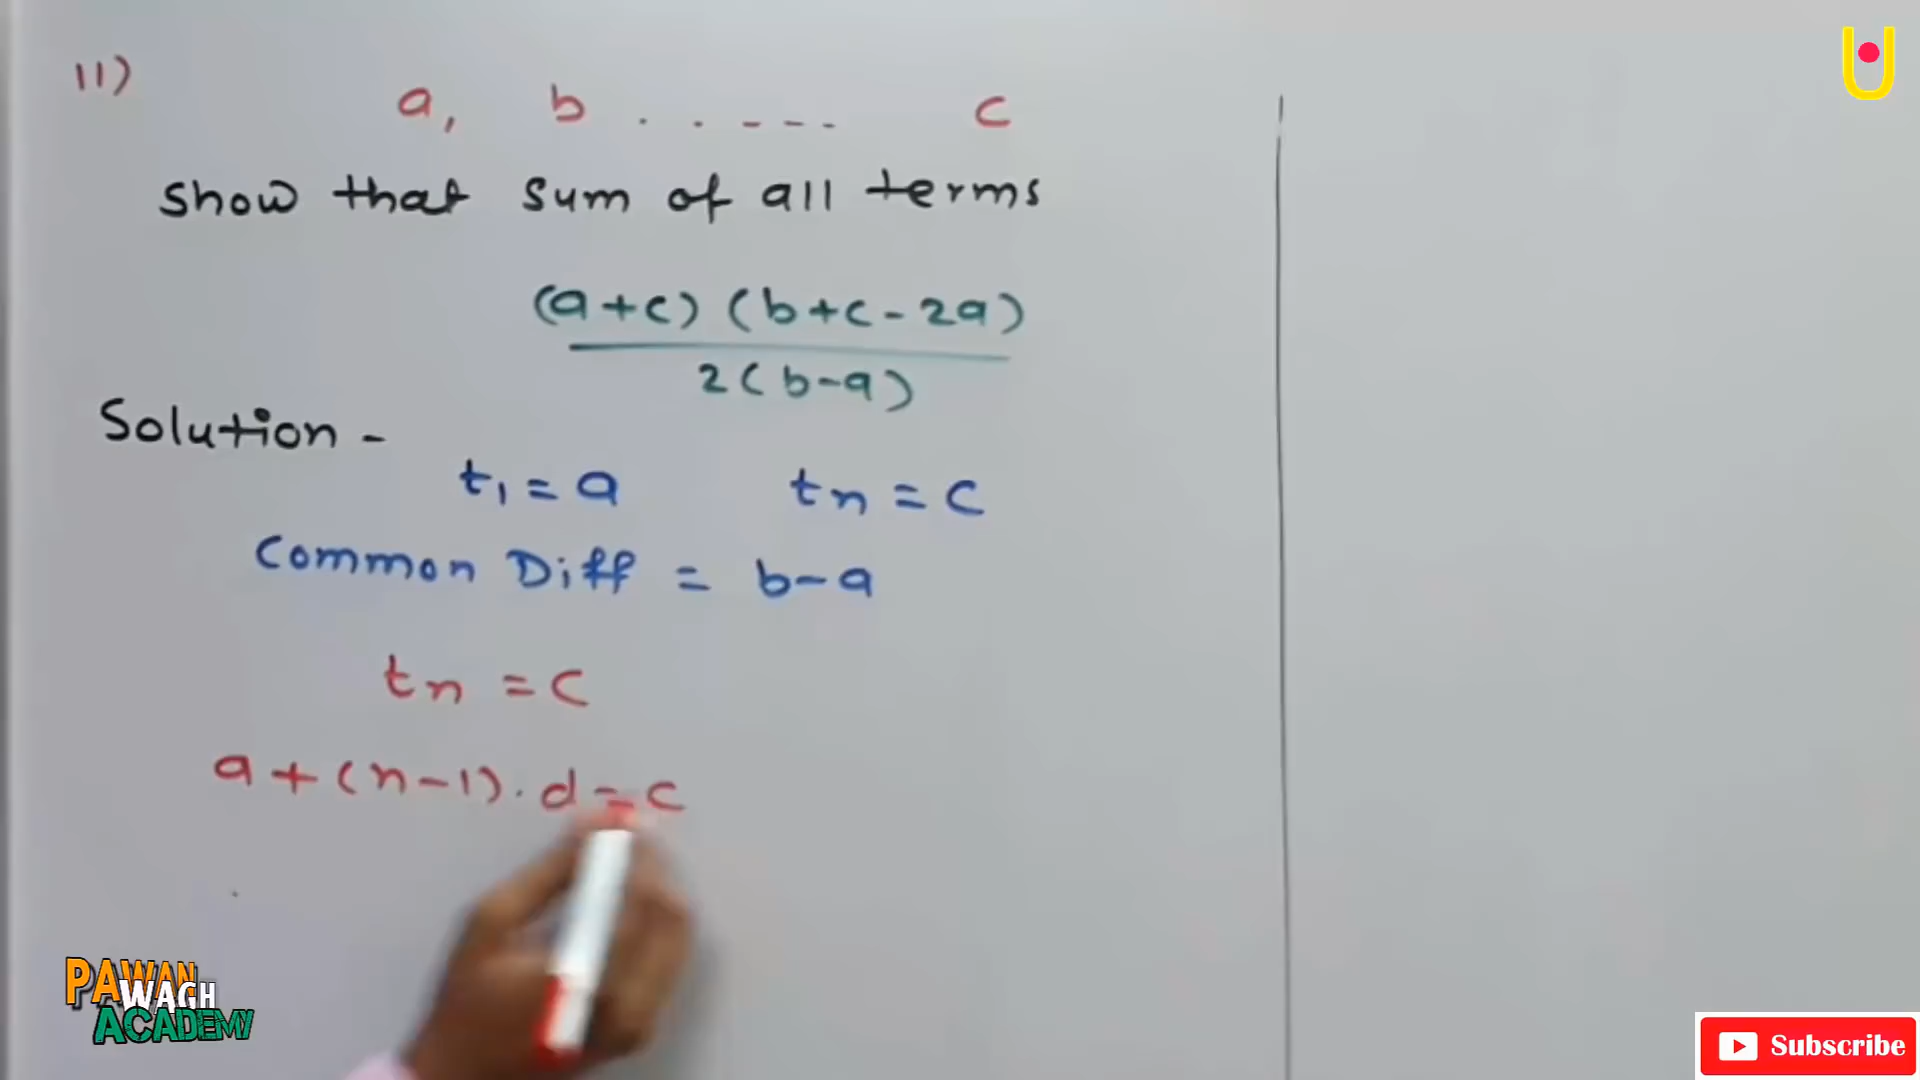 11)
a, b . . - - -. c
show that sum of all terms
(a+c) (b+c-2a)
2(b-a)
Solution -
t1 = a tn = c
Common Diff = b-a
tn = c
a+(n-1). d = c
PAWAN
WAGH
ACADEMY
Subscribe